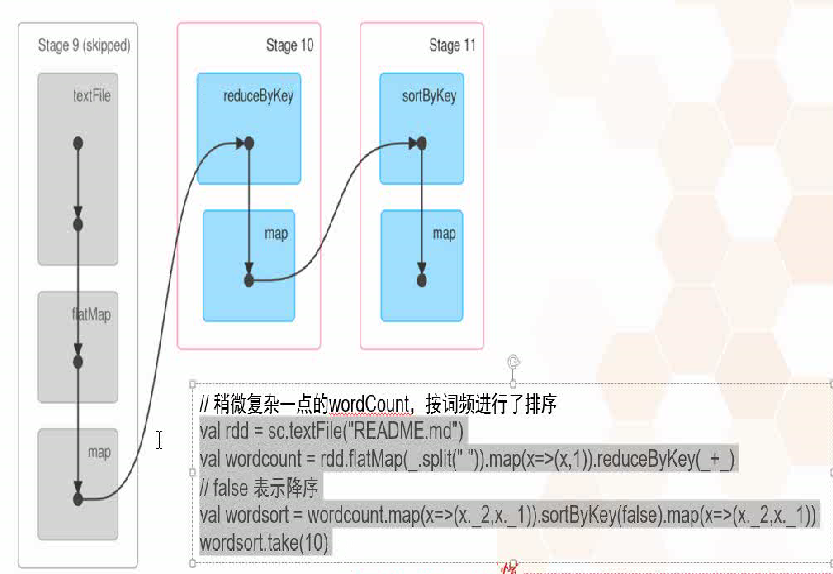 Stage 9 (skipped)
textFile
flatMap
map
Stage 10
reduceByKey
map
Stage 11
sortByKey
map
// 稍微复杂一点的wordCount，按词频进行了排序
val rdd = sc.textFile("README.md")
val wordcount = rdd.flatMap(_.split(" ")).map(x=>(x,1)).reduceByKey(_+_)
// false 表示降序
val wordsort = wordcount.map(x=>(x._2,x._1)).sortByKey(false).map(x=>(x._2,x._1))
wordsort.take(10)